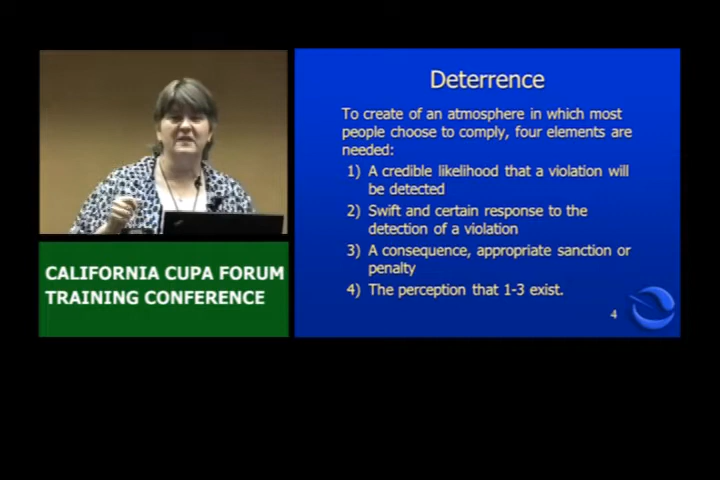 Deterrence
To create of an atmosphere in which most
people choose to comply, four elements are
needed:
1) A credible likelihood that a violation will
be detected
2) Swift and certain response to the
detection of a violation
3) A consequence, appropriate sanction or
penalty
4) The perception that 1-3 exist.
4
CALIFORNIA CUPA FORUM
TRAINING CONFERENCE